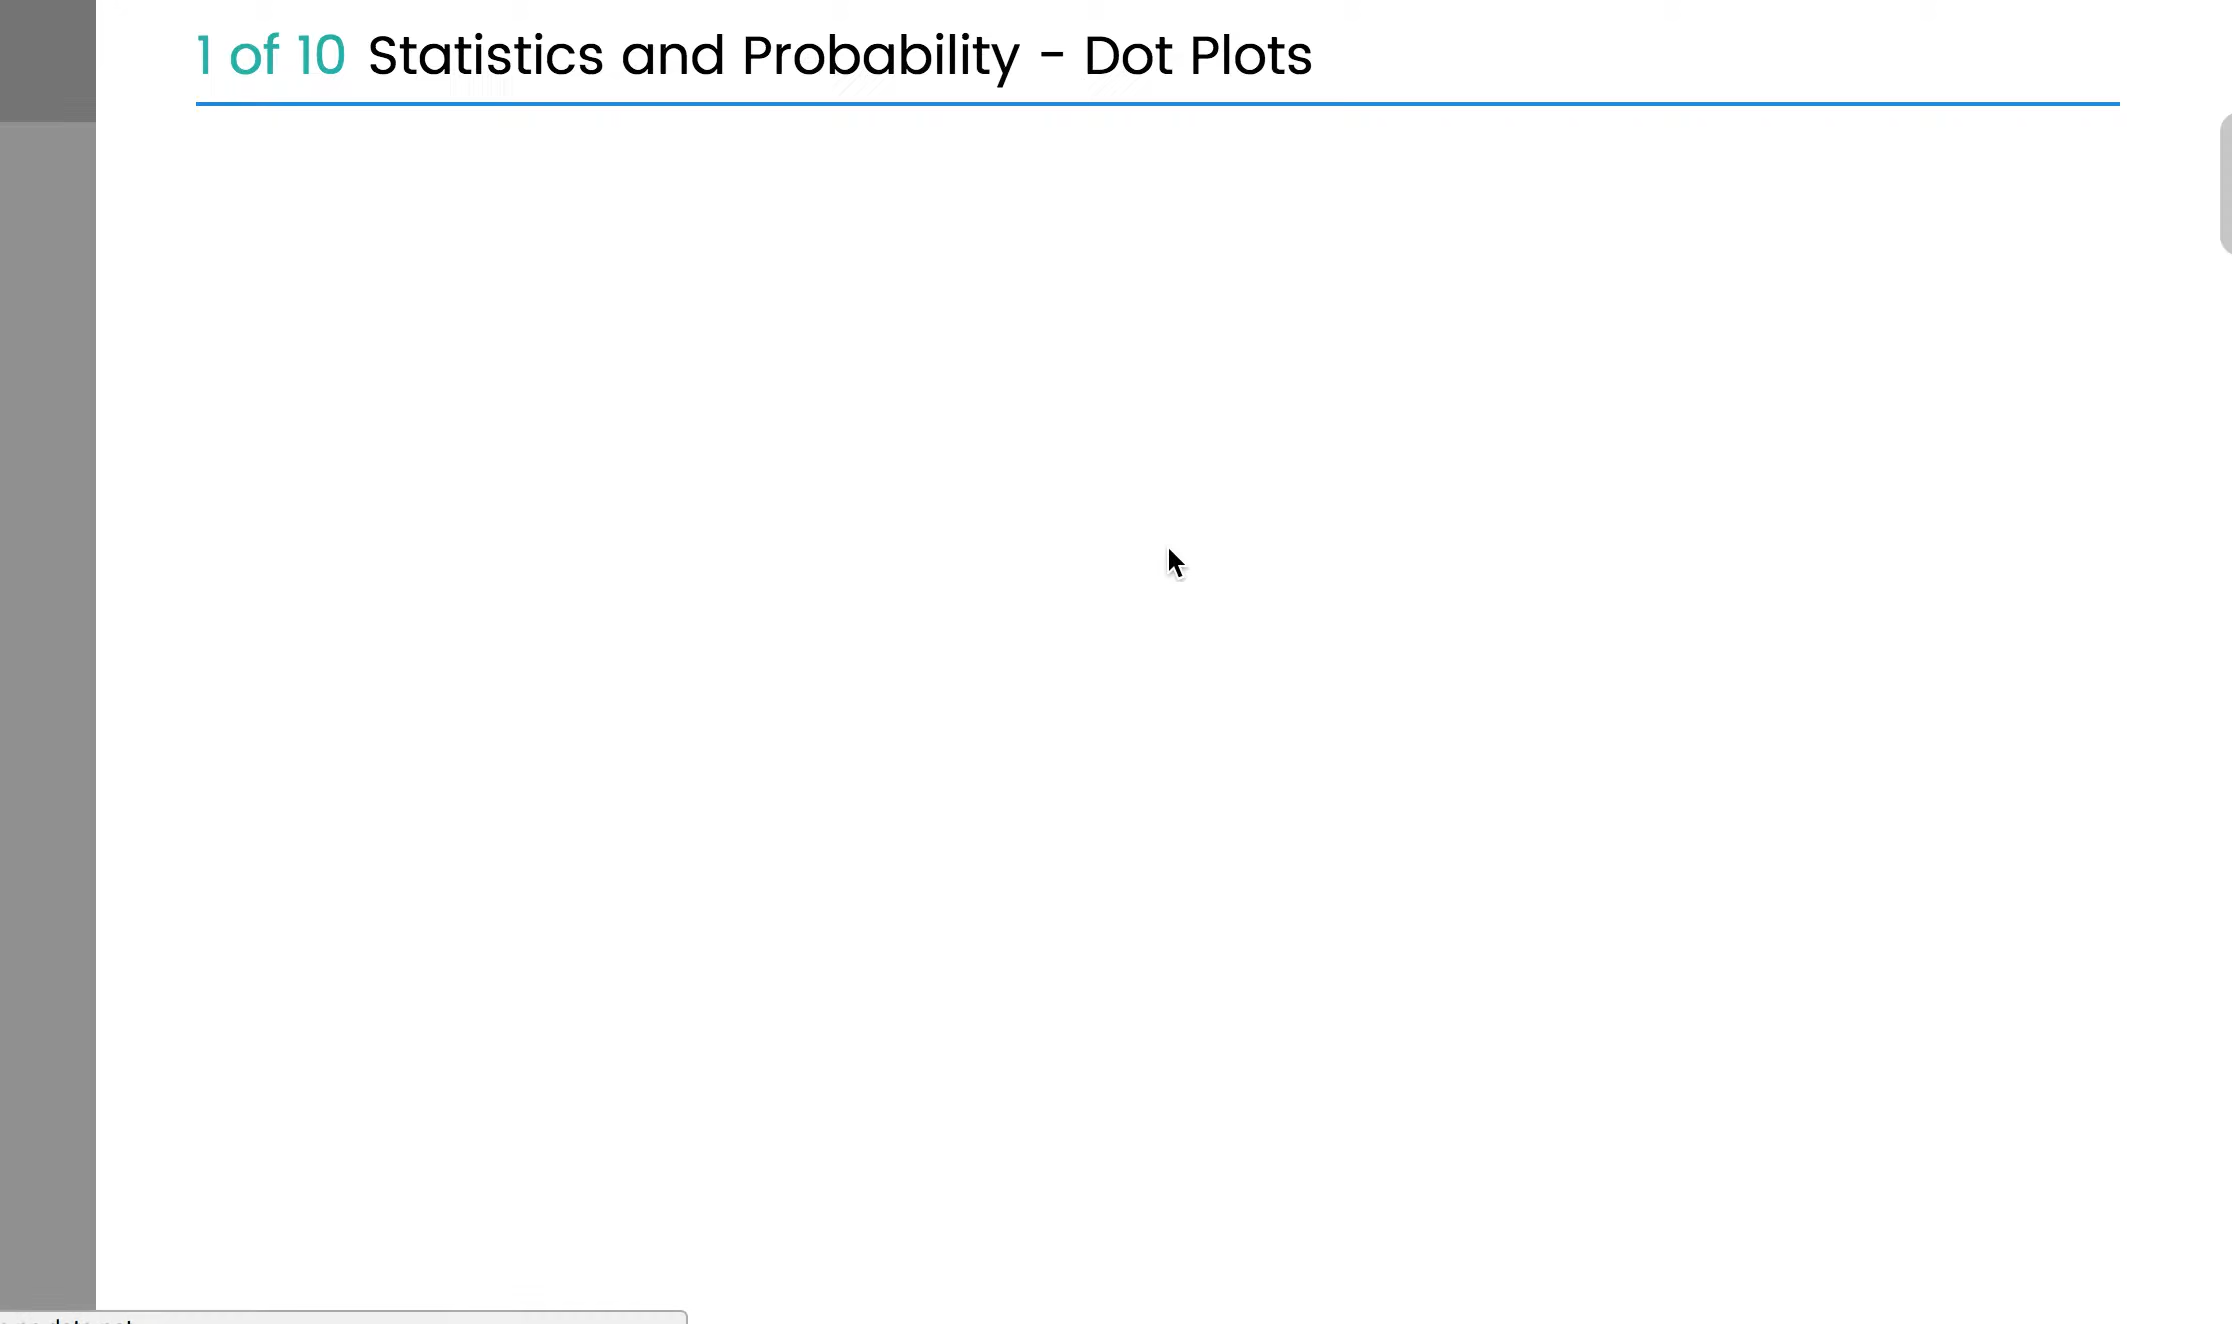 1 of 10 Statistics and Probability - Dot Plots